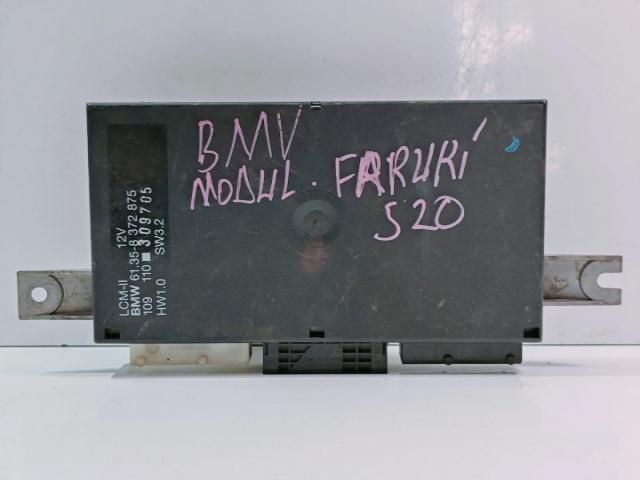 BMV
MODUL. FARURI
520
LCM-II 12V
BMW 61.35-8 372 875
109 110 309705
HW1.0 SW3.2